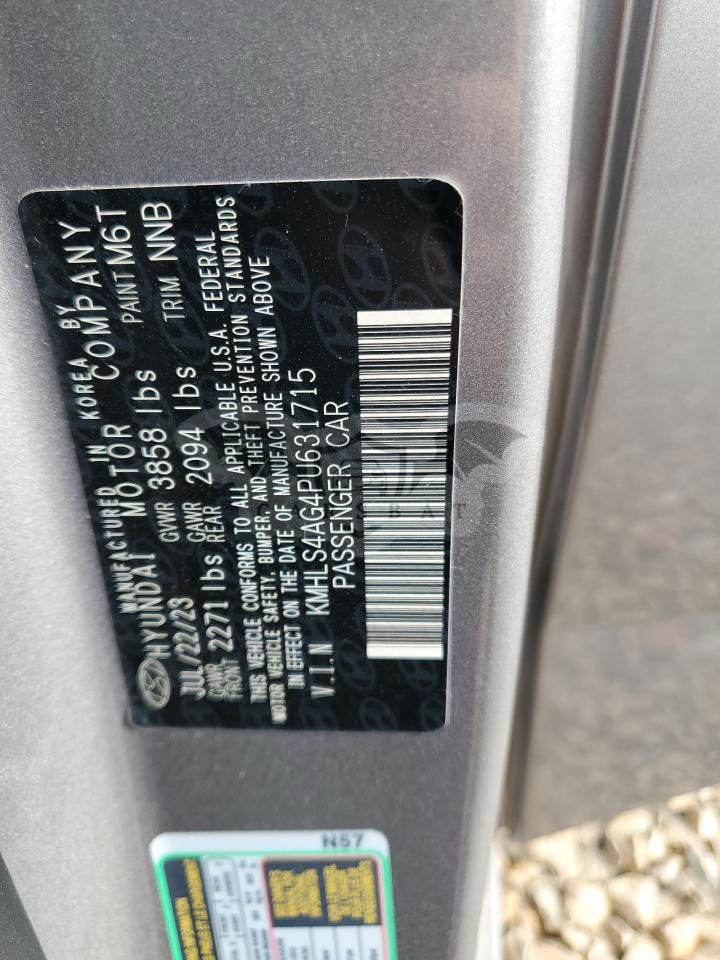 MANUFACTURED IN KOREA BY
HYUNDAI MOTOR COMPANY
JUL/22/23 GVWR 3858 lbs PAINT M6T
GAWR FRONT 2271 lbs GAWR REAR 2094 lbs TRIM NNB
THIS VEHICLE CONFORMS TO ALL APPLICABLE U.S.A. FEDERAL
MOTOR VEHICLE SAFETY, BUMPER, AND THEFT PREVENTION STANDARDS
IN EFFECT ON THE DATE OF MANUFACTURE SHOWN ABOVE
V.I.N KMHLS4AG4PU631715
PASSENGER CAR
N57